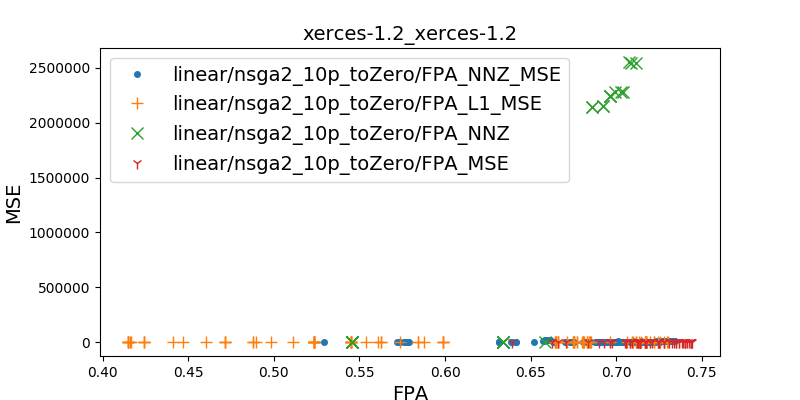 xerces-1.2_xerces-1.2
linear/nsga2_10p_toZero/FPA_NNZ_MSE
linear/nsga2_10p_toZero/FPA_L1_MSE
linear/nsga2_10p_toZero/FPA_NNZ
linear/nsga2_10p_toZero/FPA_MSE
MSE
2500000
2000000
1500000
1000000
500000
0
0.40 0.45 0.50 0.55 0.60 0.65 0.70 0.75
FPA